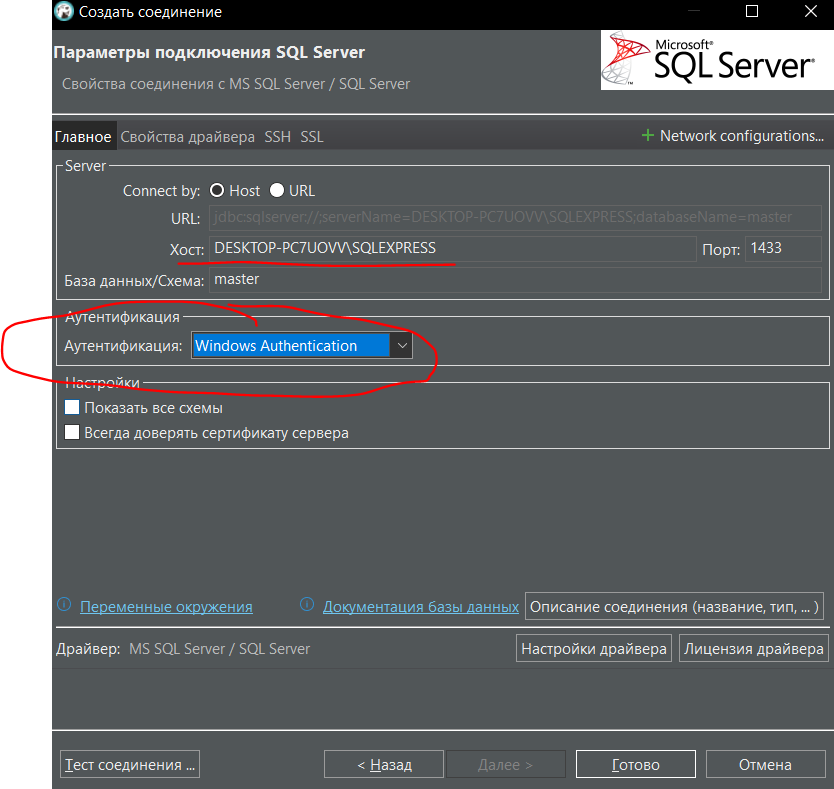 Создать соединение
Параметры подключения SQL Server
Свойства соединения с MS SQL Server / SQL Server
Microsoft®
SQL Server®
Главное Свойства драйвера SSH SSL + Network configurations...
Server
Connect by: Host URL
URL: jdbc:sqlserver://;serverName=DESKTOP-PC7UOVV\SQLEXPRESS;databaseName=master
Хост: DESKTOP-PC7UOVV\SQLEXPRESS Порт: 1433
База данных/Схема: master
Аутентификация
Аутентификация: Windows Authentication
Настройки
Показать все схемы
Всегда доверять сертификату сервера
Переменные окружения Документация базы данных Описание соединения (название, тип, ... )
Драйвер: MS SQL Server / SQL Server Настройки драйвера Лицензия драйвера
Тест соединения ... < Назад Далее > Готово Отмена